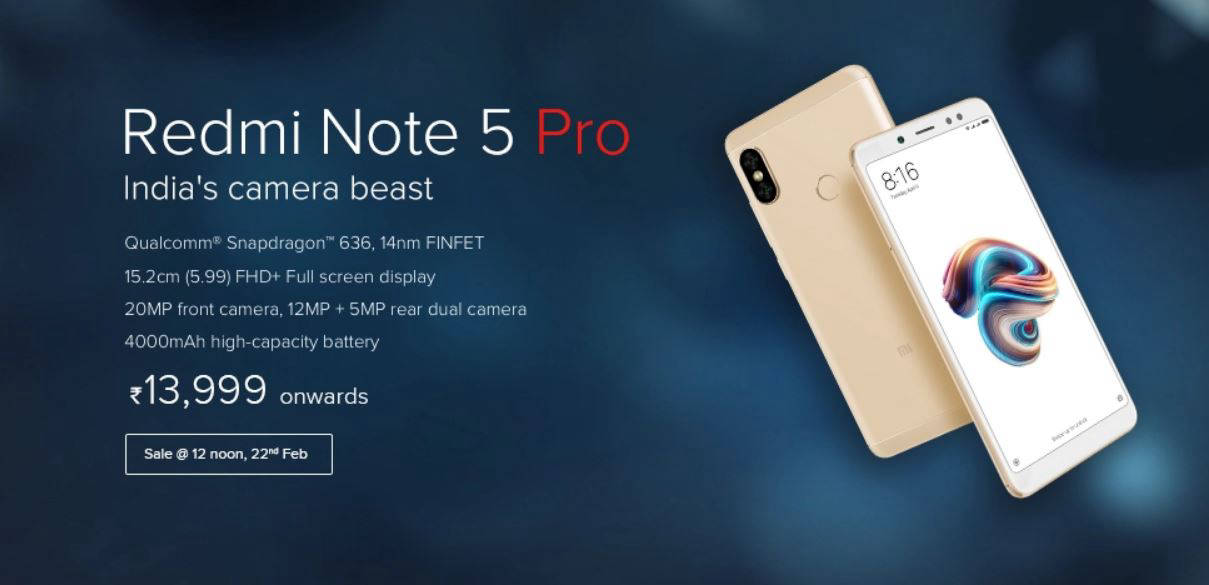 Redmi Note 5 Pro
India's camera beast
Qualcomm® Snapdragon™ 636, 14nm FINFET
15.2cm (5.99) FHD+ Full screen display
20MP front camera, 12MP + 5MP rear dual camera
4000mAh high-capacity battery
₹13,999 onwards
Sale @ 12 noon, 22nd Feb
8:16
MI